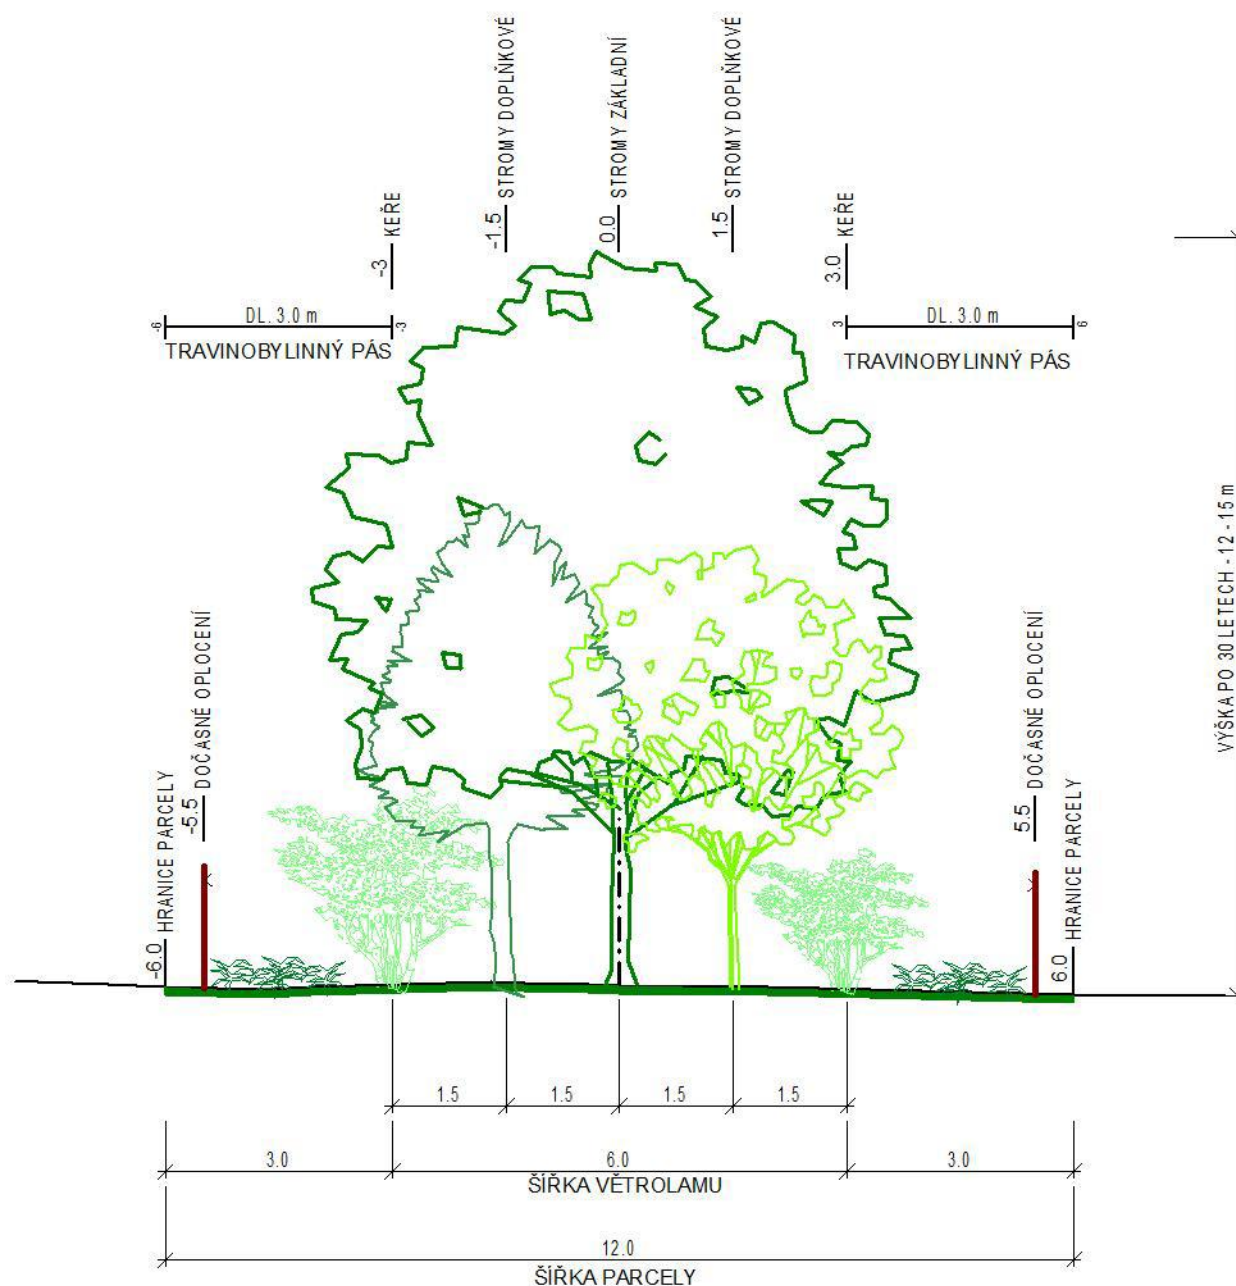 STROMY DOPLŇKOVÉ
-1.5
STROMY ZÁKLADNÍ
0.0
STROMY DOPLŇKOVÉ
1.5
KEŘE
-3
KEŘE
3.0
-6
DL. 3.0 m
-3
TRAVINOBYLINNÝ PÁS
3
DL. 3.0 m
6
TRAVINOBYLINNÝ PÁS
VÝŠKA PO 30 LETECH - 12 - 15 m
DOČASNÉ OPLOCENÍ
-5.5
HRANICE PARCELY
-6.0
DOČASNÉ OPLOCENÍ
5.5
HRANICE PARCELY
6.0
1.5
1.5
1.5
1.5
3.0
6.0
3.0
ŠÍŘKA VĚTROLAMU
12.0
ŠÍŘKA PARCELY